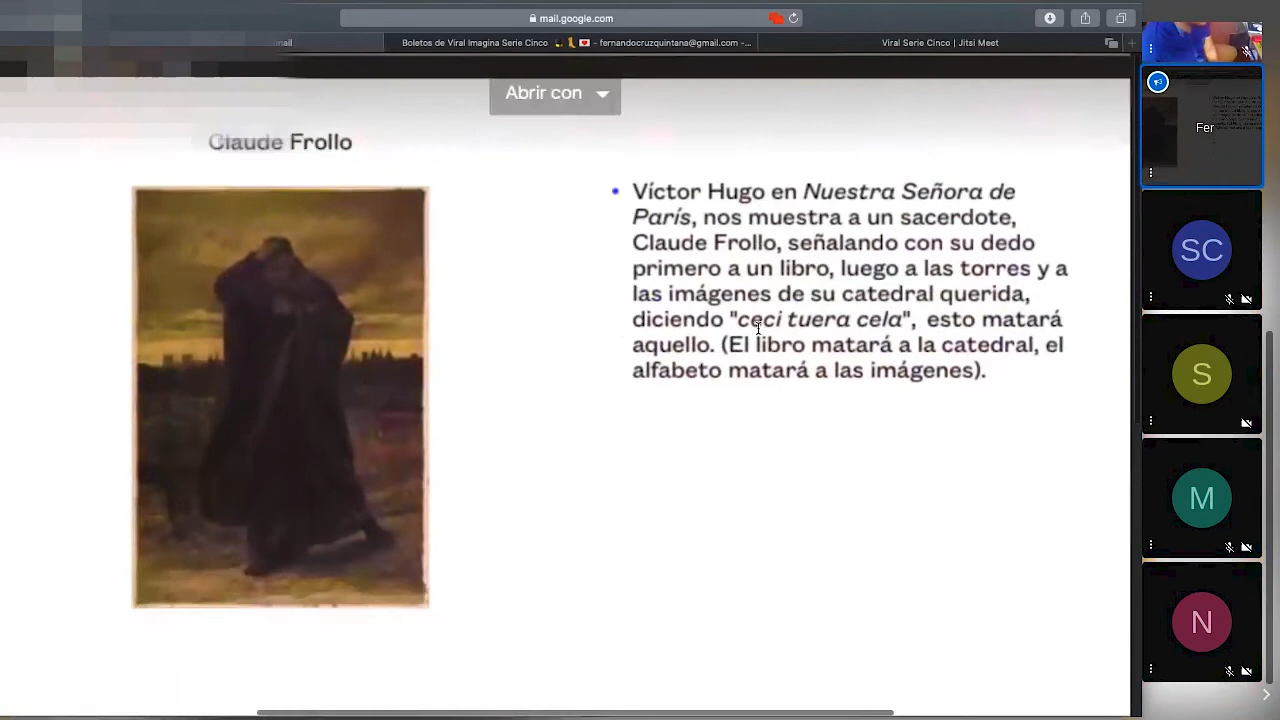 mail.google.com
mail
Boletos de Viral Imagina Serie Cinco
- fernandocruzquintana@gmail.com -...
Viral Serie Cinco | Jitsi Meet
Abrir con
Claude Frollo
• Víctor Hugo en Nuestra Señora de
París, nos muestra a un sacerdote,
Claude Frollo, señalando con su dedo
primero a un libro, luego a las torres y a
las imágenes de su catedral querida,
diciendo "ceci tuera cela", esto matará
aquello. (El libro matará a la catedral, el
alfabeto matará a las imágenes).
Fer
SC
S
M
N